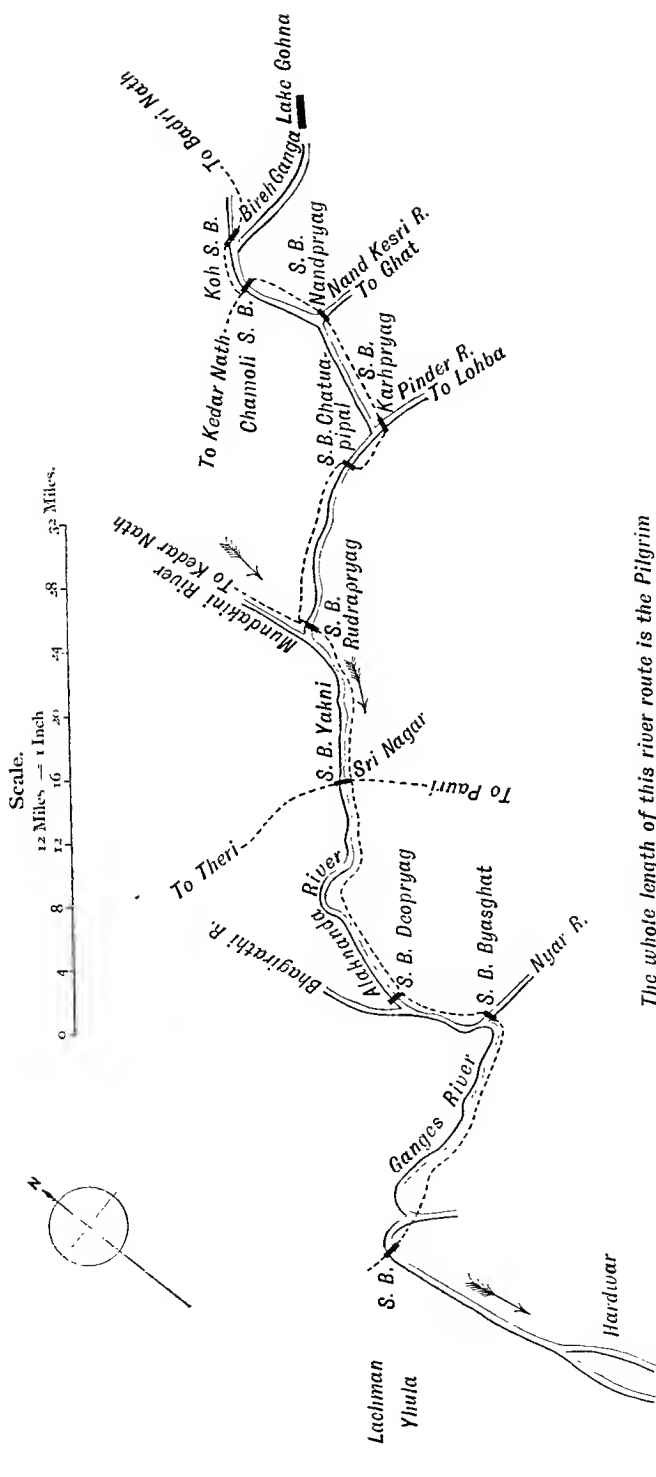 Scale.
12 Miles = 1 Inch
0 4 8 12 16 20 24 28 32 Miles.
N
To Badri Nath
Lake Gohna
Bireh Ganga
Koh S. B.
To Kedar Nath
Chamoli S. B.
S. B.
Nandpryag
Nand Kesri R.
To Ghat
S. B. Chatua-
pipal
S. B.
Karhpryag
Pinder R.
To Lohba
To Kedar Nath
Mundakini River
S. B.
Rudrapryag
S. B. Yakni
Sri Nagar
To Theri
To Pauri
Alaknanda River
Bhagirathi R.
S. B. Deopryag
S. B. Byasghat
Nyar R.
Ganges River
S. B.
Lachman
Yhula
Hardwar
The whole length of this river route is the Pilgrim